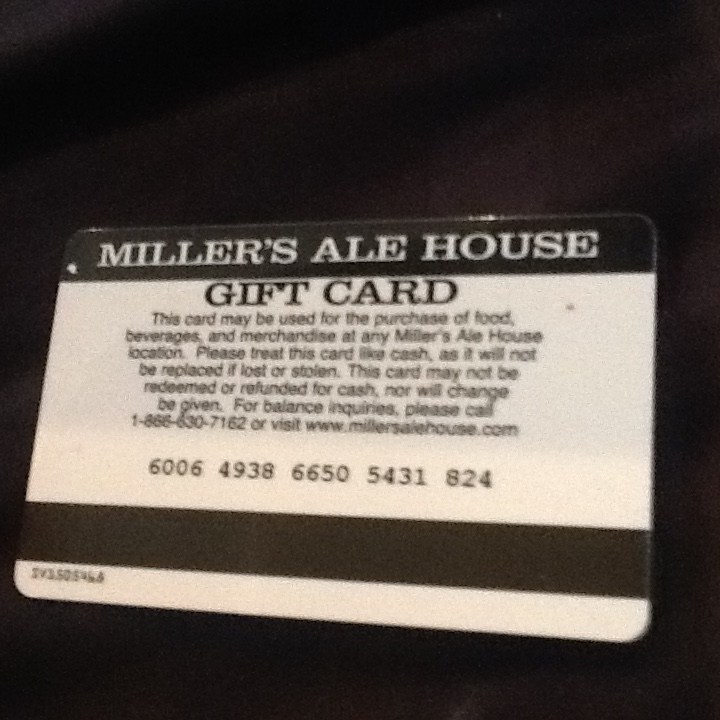 MILLER'S ALE HOUSE
GIFT CARD
This card may be used for the purchase of food,
beverages, and merchandise at any Miller's Ale House
location. Please treat this card like cash, as it will not
be replaced if lost or stolen. This card may not be
redeemed or refunded for cash, nor will change
be given. For balance inquiries, please call
1-866-630-7162 or visit www.millersalehouse.com
6006 4938 6650 5431 824